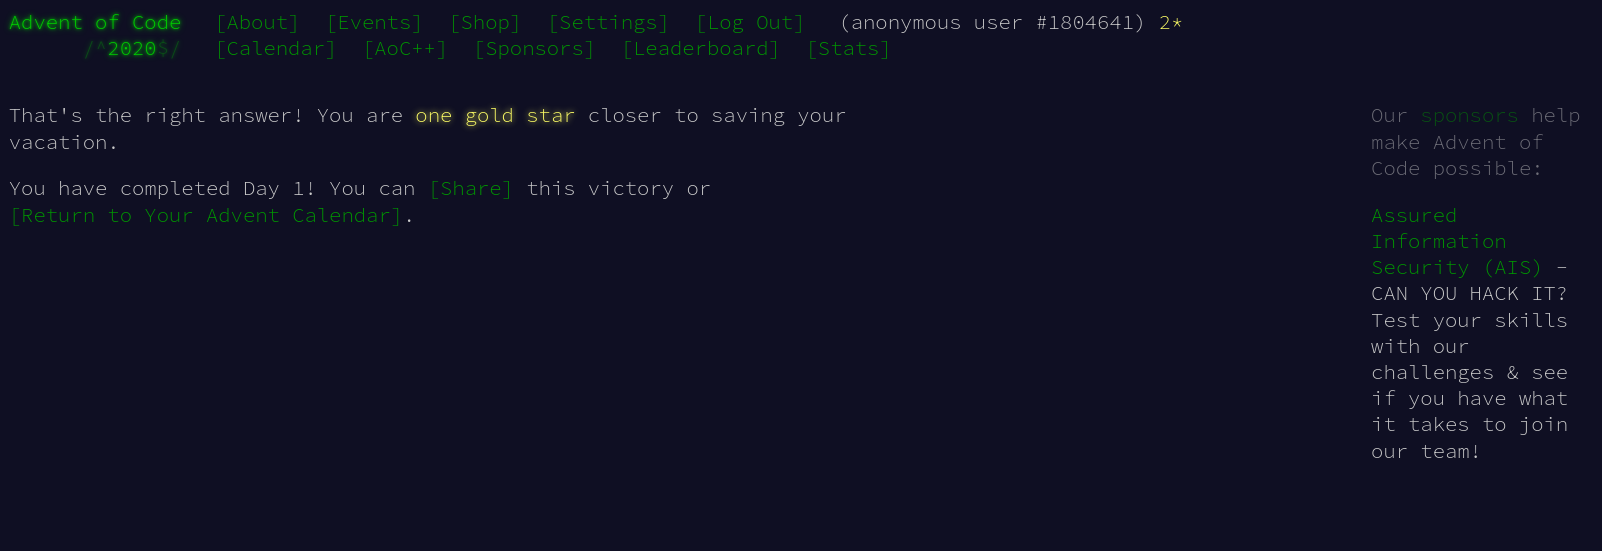 Advent of Code [About] [Events] [Shop] [Settings] [Log Out] (anonymous user #1804641) 2*
/^2020$/ [Calendar] [AoC++] [Sponsors] [Leaderboard] [Stats]
That's the right answer! You are one gold star closer to saving your
vacation.
You have completed Day 1! You can [Share] this victory or
[Return to Your Advent Calendar].
Our sponsors help
make Advent of
Code possible:
Assured
Information
Security (AIS) -
CAN YOU HACK IT?
Test your skills
with our
challenges & see
if you have what
it takes to join
our team!